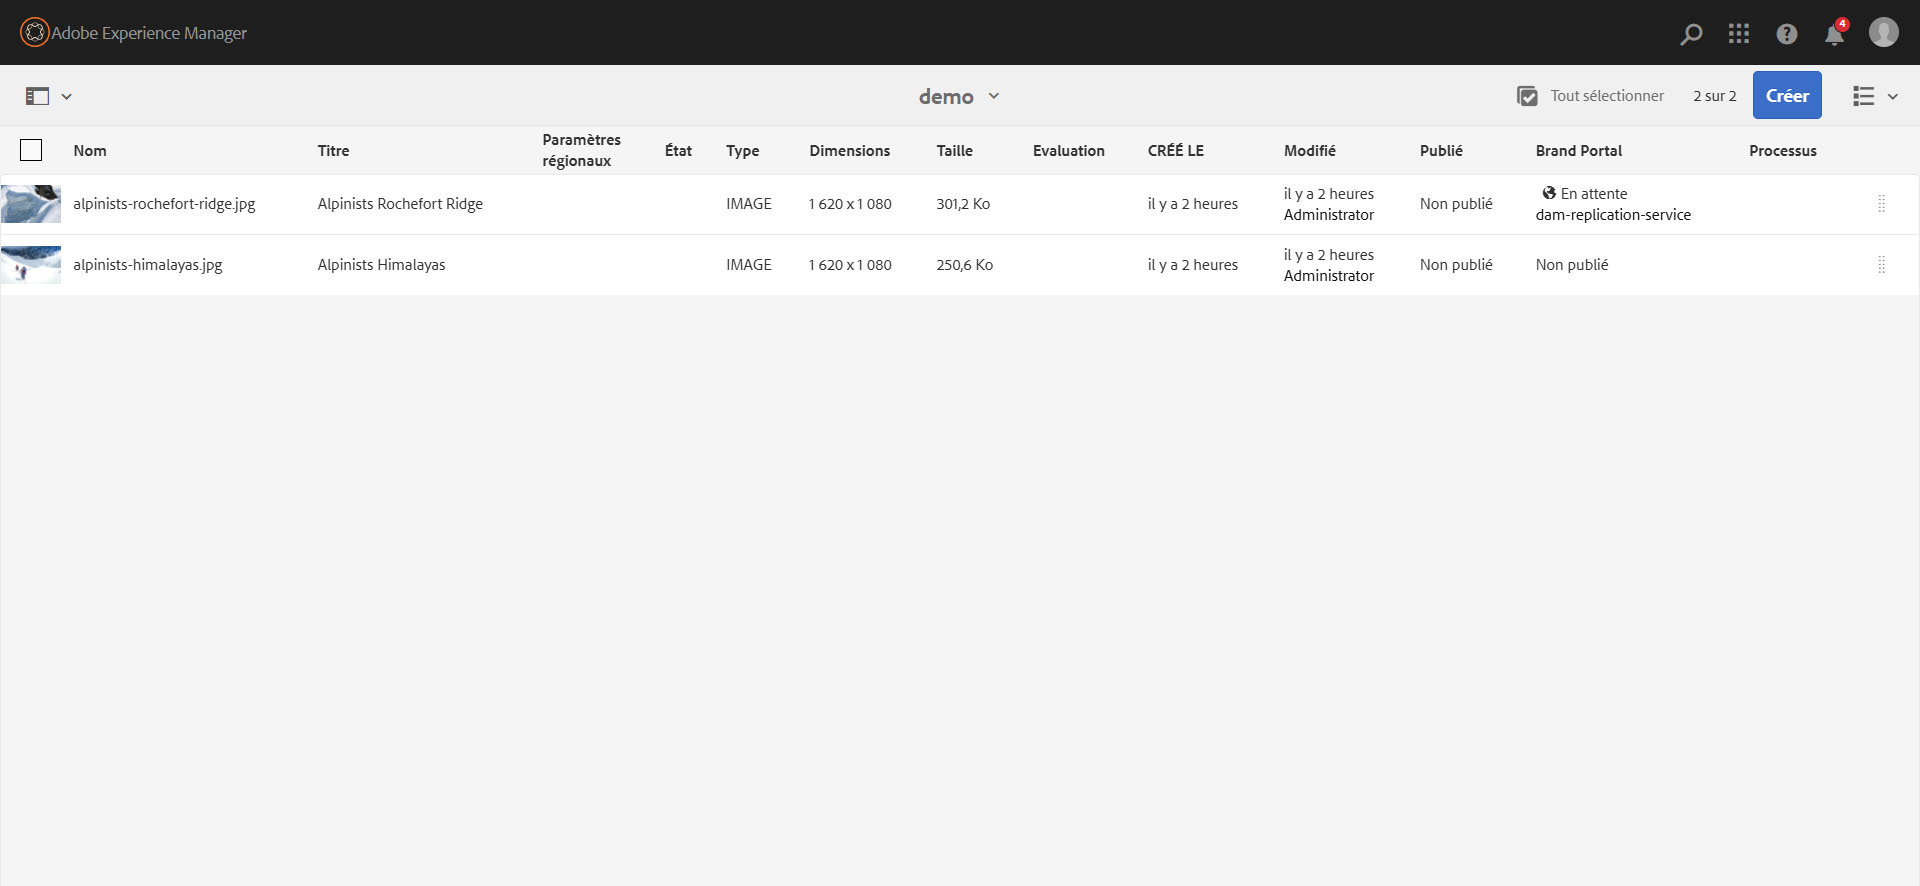 Adobe Experience Manager
4
demo
Tout sélectionner
2 sur 2
Créer
Nom
Titre
Paramètres
régionaux
État
Type
Dimensions
Taille
Evaluation
CRÉÉ LE
Modifié
Publié
Brand Portal
Processus
alpinists-rochefort-ridge.jpg
Alpinists Rochefort Ridge
IMAGE
1 620 x 1 080
301,2 Ko
il y a 2 heures
il y a 2 heures
Administrator
Non publié
En attente
dam-replication-service
alpinists-himalayas.jpg
Alpinists Himalayas
IMAGE
1 620 x 1 080
250,6 Ko
il y a 2 heures
il y a 2 heures
Administrator
Non publié
Non publié